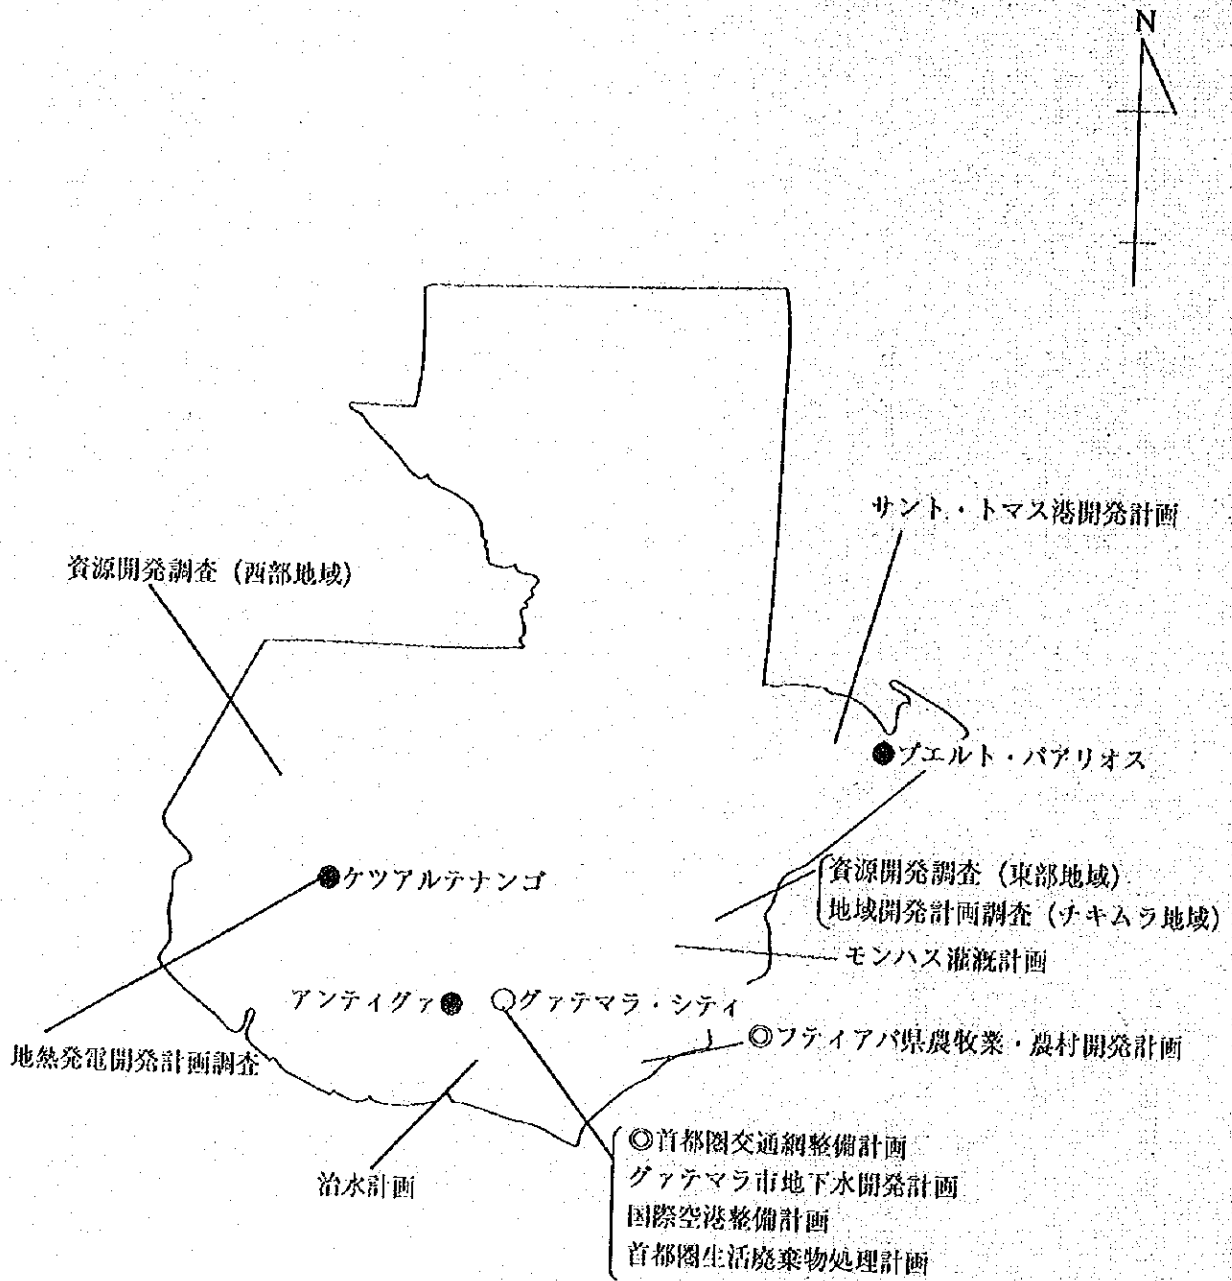 N
サント・トマス港開発計画
資源開発調査（西部地域）
プエルト・バアリオス
ケツアルテナンゴ
資源開発調査（東部地域）
地域開発計画調査（チキムラ地域）
モンハス灌漑計画
アンティグァ
グァテマラ・シティ
◎フティアパ県農牧業・農村開発計画
地熱発電開発計画調査
◎首都圏交通網整備計画
グァテマラ市地下水開発計画
治水計画
国際空港整備計画
首都圏生活廃棄物処理計画